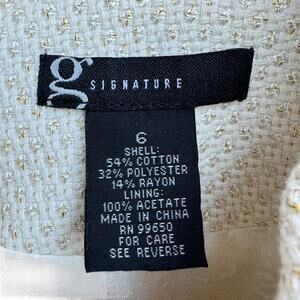 g SIGNATURE
6
SHELL:
54% COTTON
32% POLYESTER
14% RAYON
LINING:
100% ACETATE
MADE IN CHINA
RN 99650
FOR CARE
SEE REVERSE